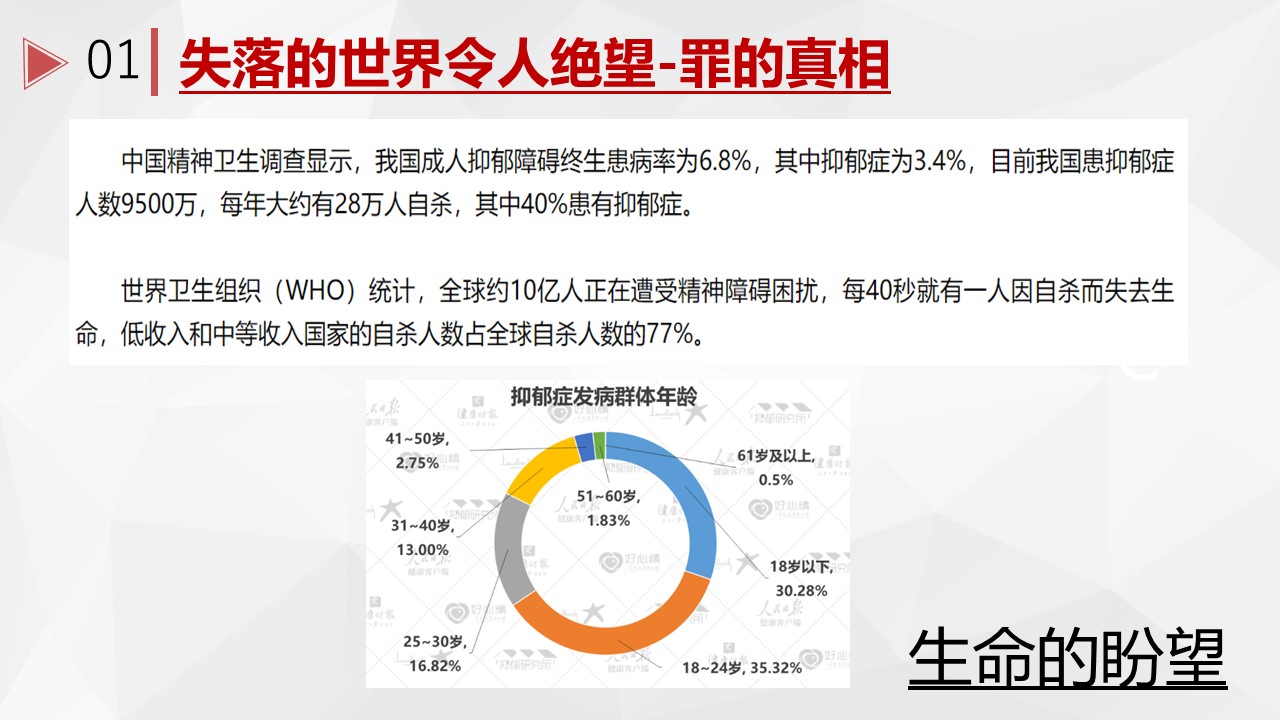 01
失落的世界令人绝望-罪的真相
中国精神卫生调查显示，我国成人抑郁障碍终生患病率为6.8%，其中抑郁症为3.4%，目前我国患抑郁症
人数9500万，每年大约有28万人自杀，其中40%患有抑郁症。
世界卫生组织（WHO）统计，全球约10亿人正在遭受精神障碍困扰，每40秒就有一人因自杀而失去生
命，低收入和中等收入国家的自杀人数占全球自杀人数的77%。
抑郁症发病群体年龄
41~50岁,
2.75%
61岁及以上,
0.5%
51~60岁,
1.83%
31~40岁,
13.00%
18岁以下,
30.28%
25~30岁,
16.82%
18~24岁, 35.32%
生命的盼望